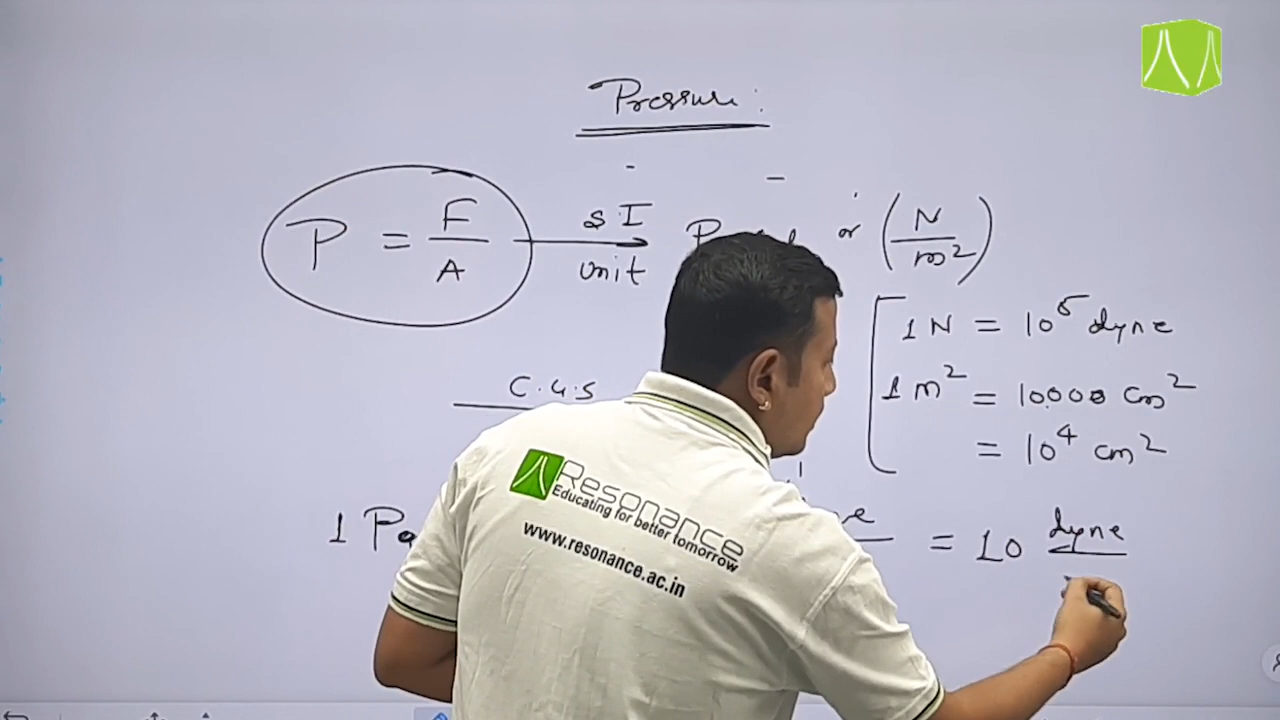 Pressure :
P = F/A
S I unit
or (N/m²)
1 N = 10⁵ dyne
1 m² = 10000 cm²
= 10⁴ cm²
C.G.S
1 Pa
= 10 dyne
Resonance
Educating for better tomorrow
www.resonance.ac.in